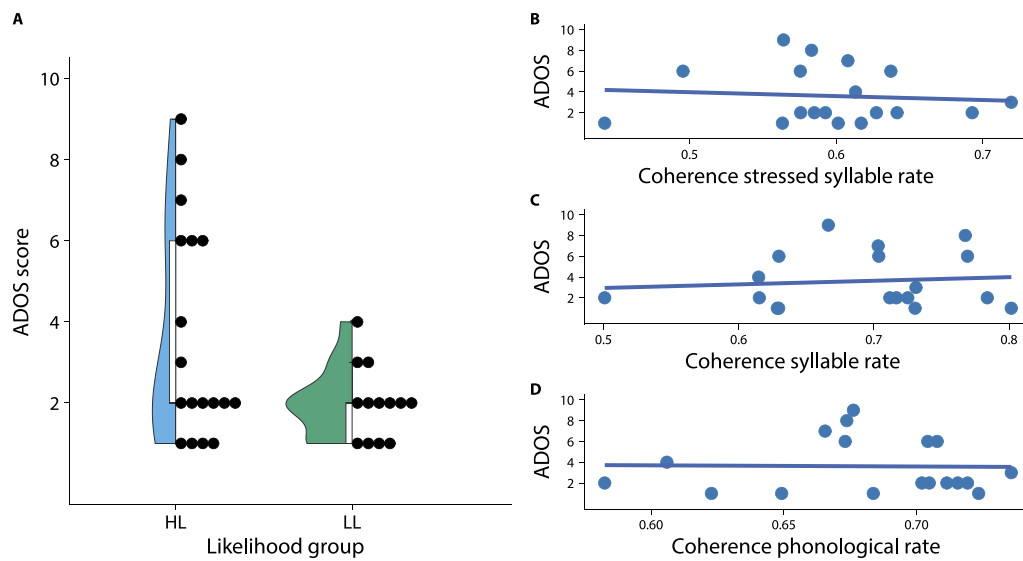 A
10
8
6
4
2
ADOS score
HL LL
Likelihood group
B
10
8
6
4
2
ADOS
0.5 0.6 0.7
Coherence stressed syllable rate
C
10
8
6
4
2
ADOS
0.5 0.6 0.7 0.8
Coherence syllable rate
D
10
8
6
4
2
ADOS
0.60 0.65 0.70
Coherence phonological rate